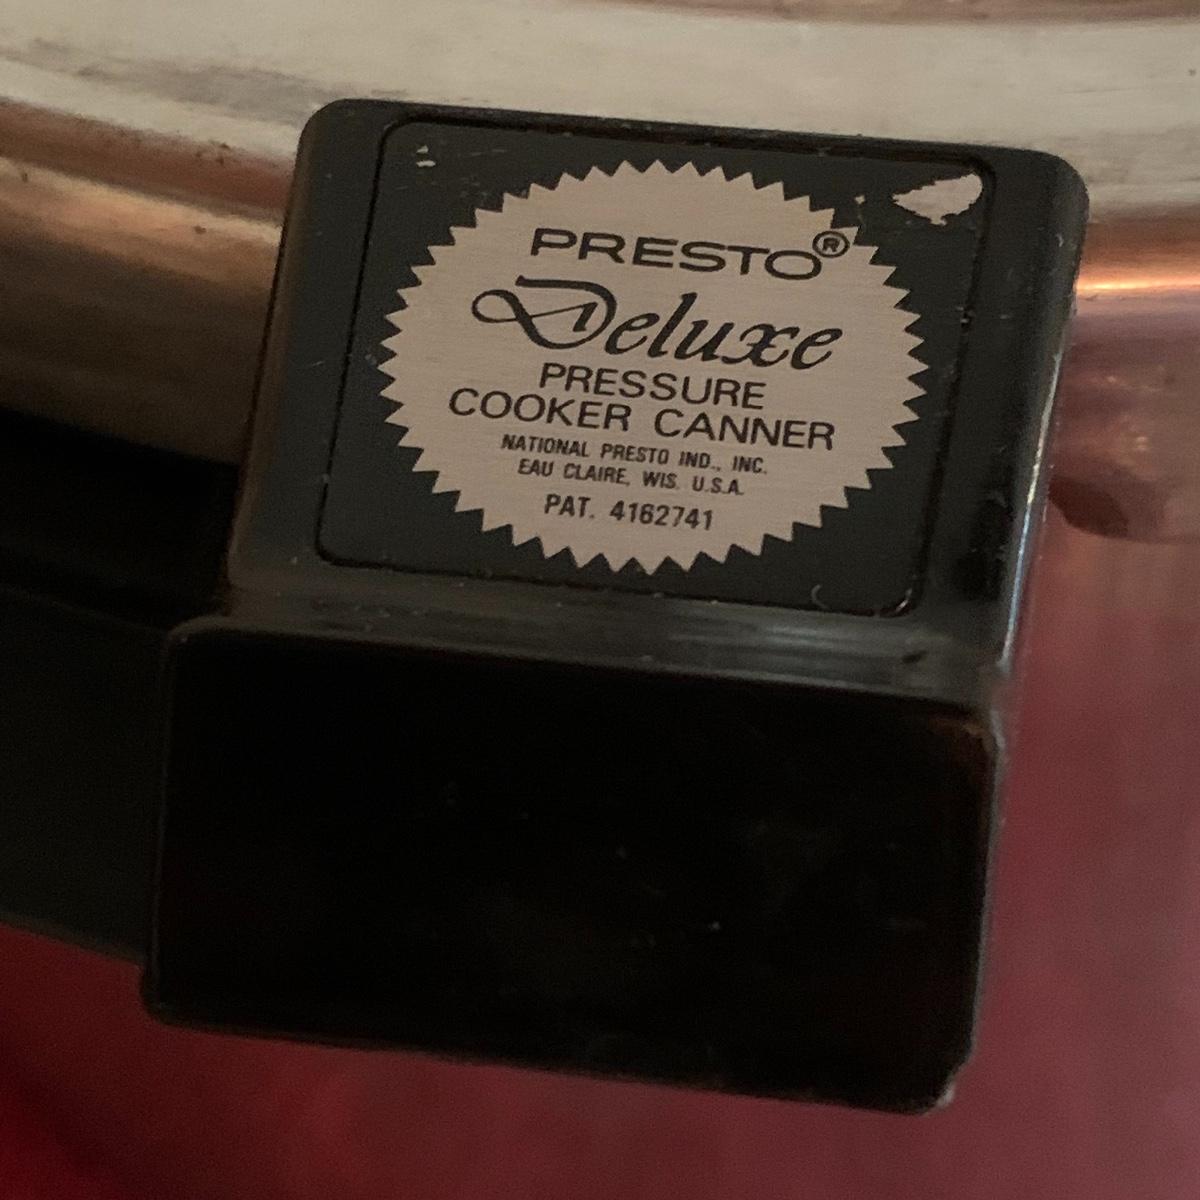 PRESTO®
Deluxe
PRESSURE
COOKER CANNER
NATIONAL PRESTO IND., INC.
EAU CLAIRE, WIS. U.S.A.
PAT. 4162741